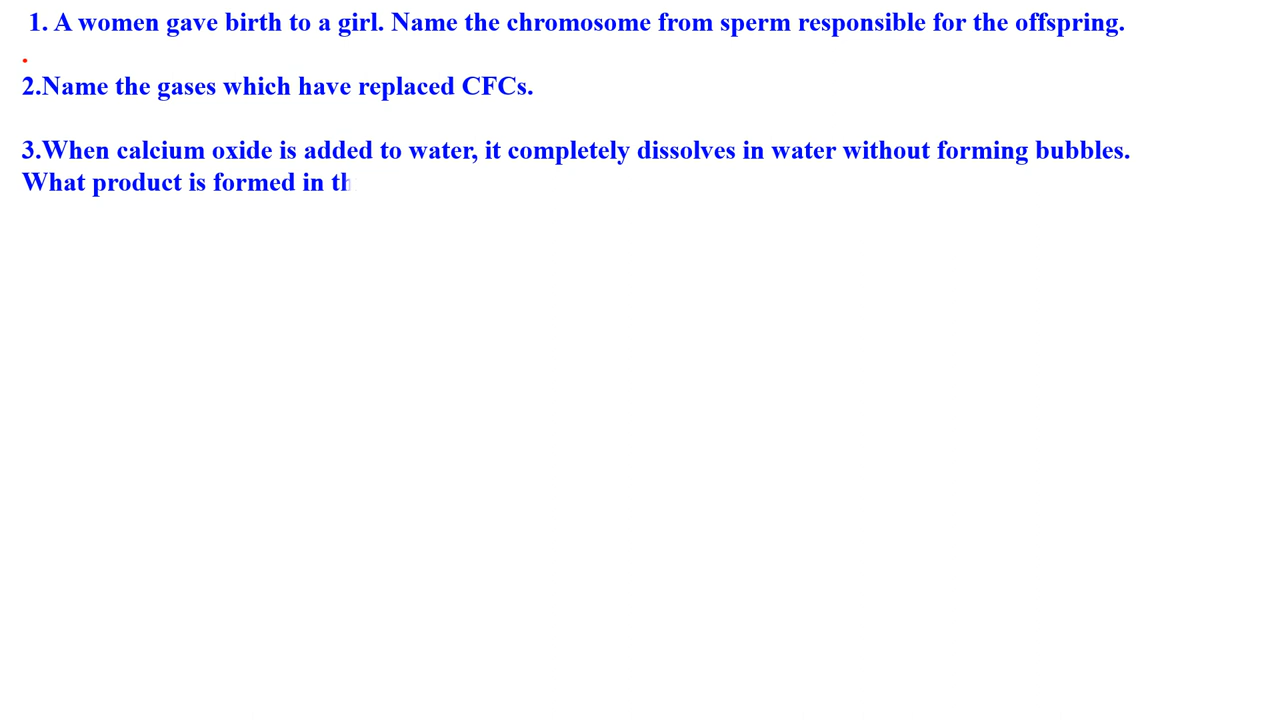 1. A women gave birth to a girl. Name the chromosome from sperm responsible for the offspring.
.
2.Name the gases which have replaced CFCs.
3.When calcium oxide is added to water, it completely dissolves in water without forming bubbles.
What product is formed in